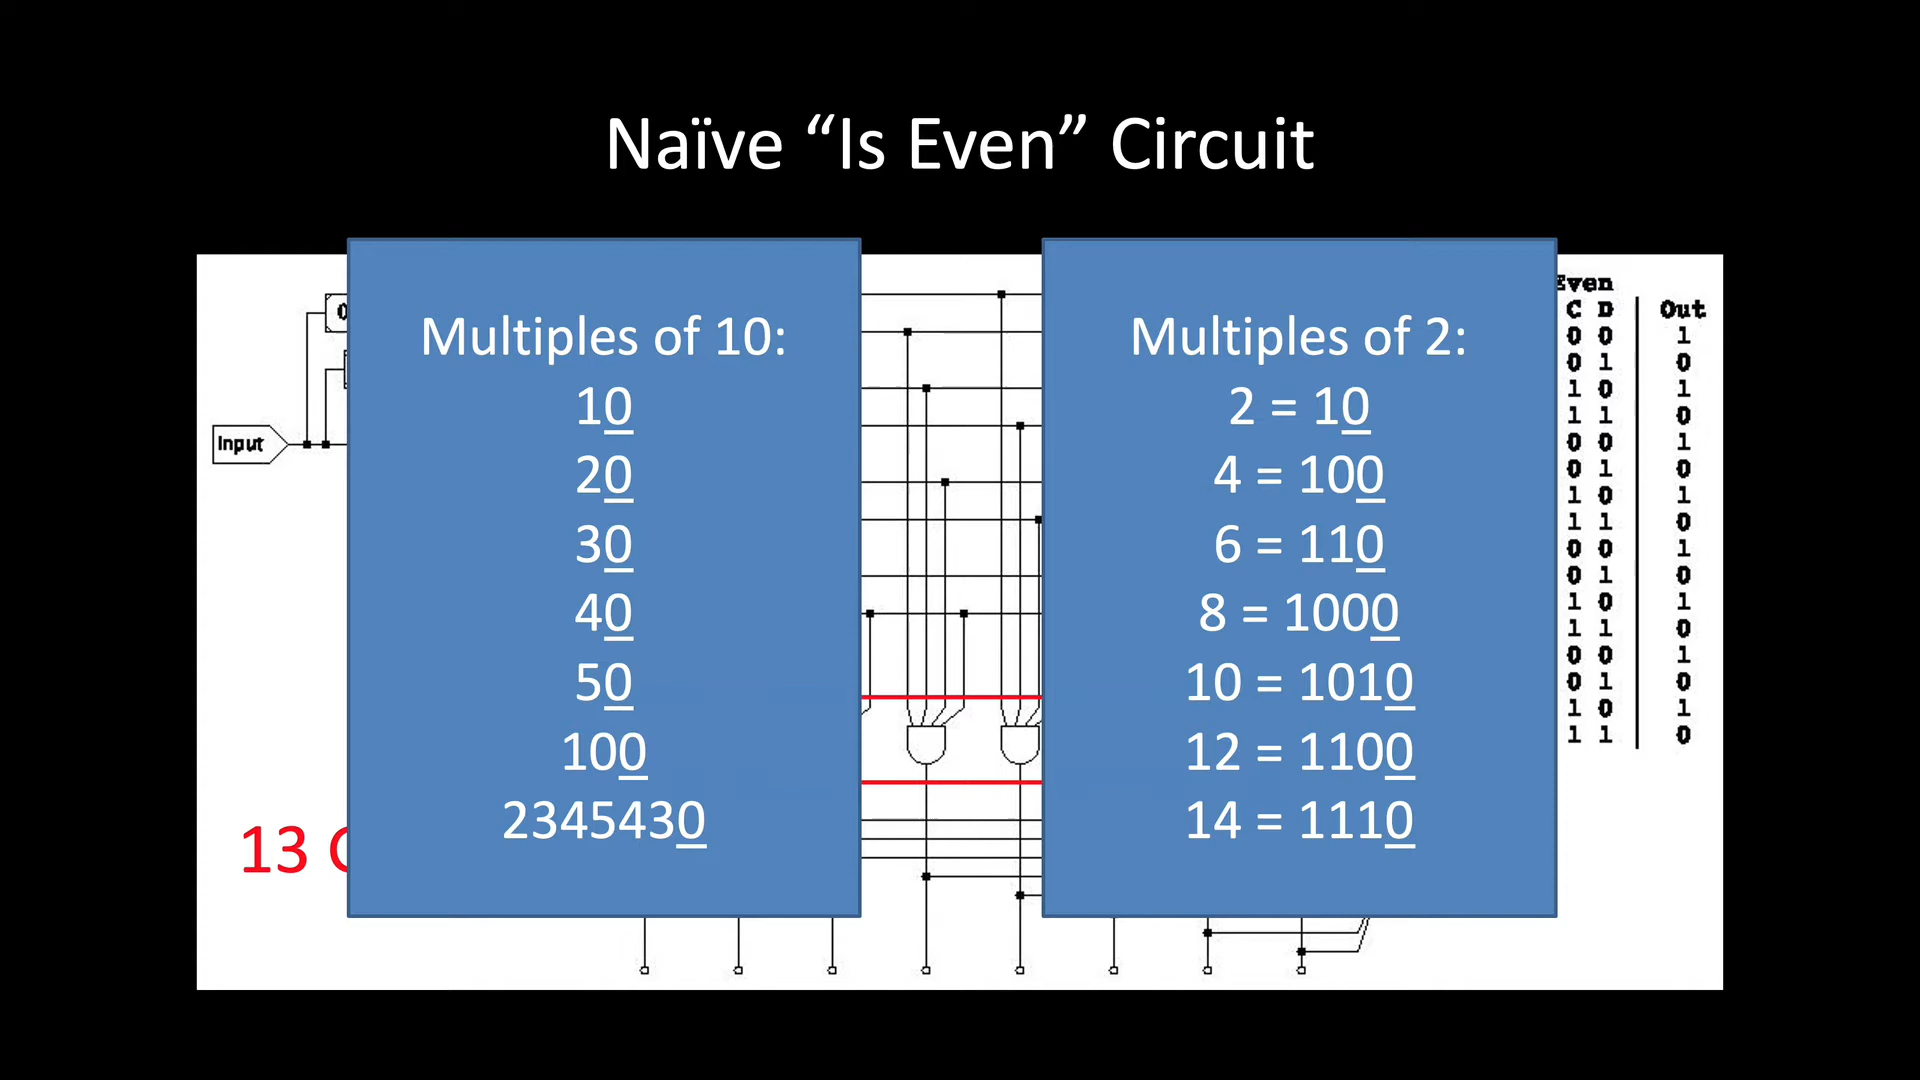 Naïve “Is Even” Circuit
Multiples of 10:
10
20
30
40
50
100
2345430
Multiples of 2:
2 = 10
4 = 100
6 = 110
8 = 1000
10 = 1010
12 = 1100
14 = 1110
Input
0
13
Even
C D Out
0 0 1
0 1 0
1 0 1
1 1 0
0 0 1
0 1 0
1 0 1
1 1 0
0 0 1
0 1 0
1 0 1
1 1 0
0 0 1
0 1 0
1 0 1
1 1 0